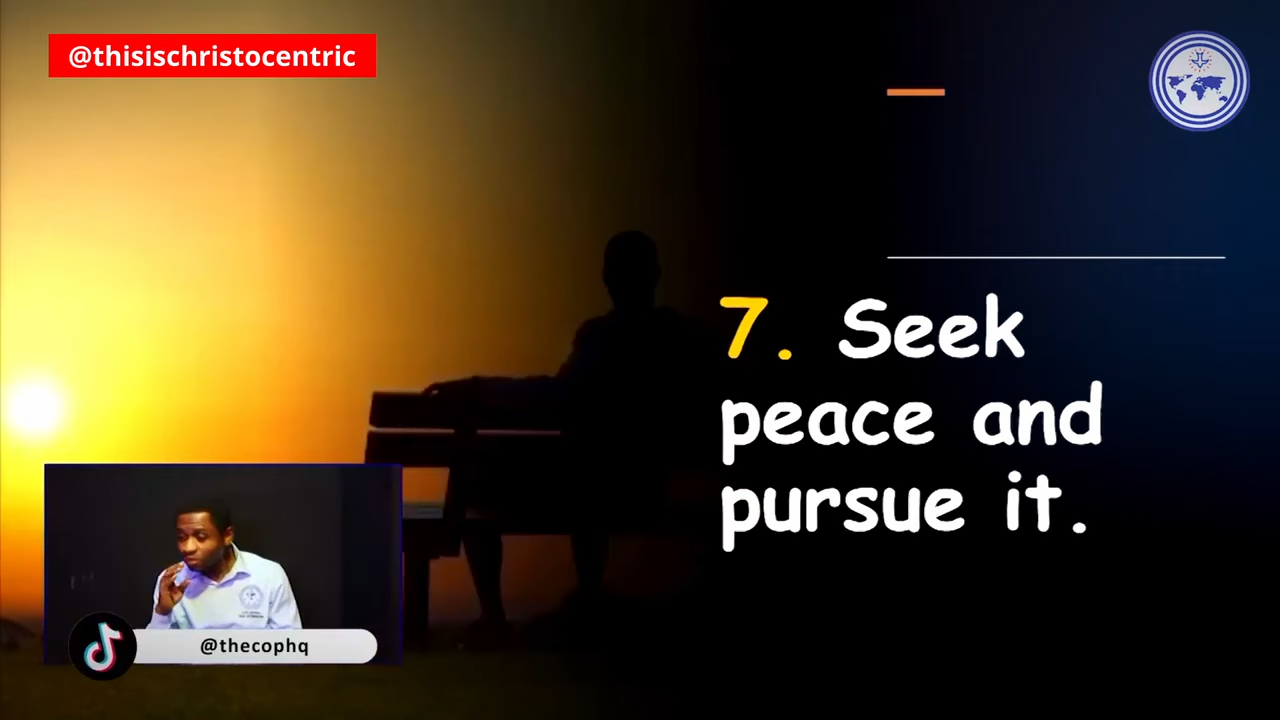 @thisischristocentric
7. Seek
peace and
pursue it.
@thecophq